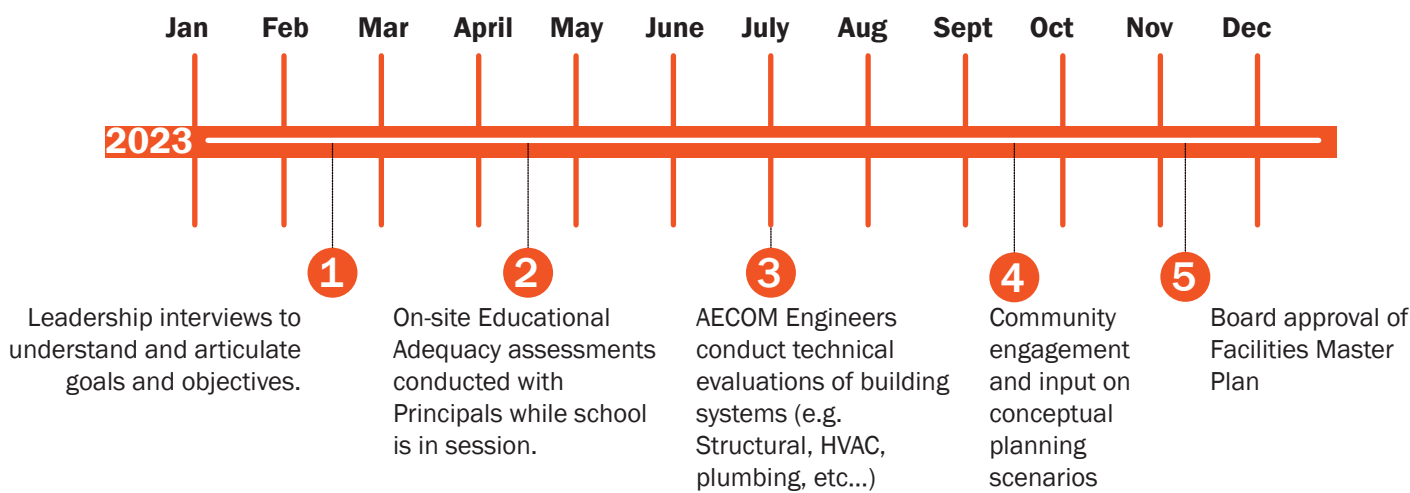 Jan Feb Mar April May June July Aug Sept Oct Nov Dec
2023
1
Leadership interviews to
understand and articulate
goals and objectives.
2
On-site Educational
Adequacy assessments
conducted with
Principals while school
is in session.
3
AECOM Engineers
conduct technical
evaluations of building
systems (e.g.
Structural, HVAC,
plumbing, etc...)
4
Community
engagement
and input on
conceptual
planning
scenarios
5
Board approval of
Facilities Master
Plan